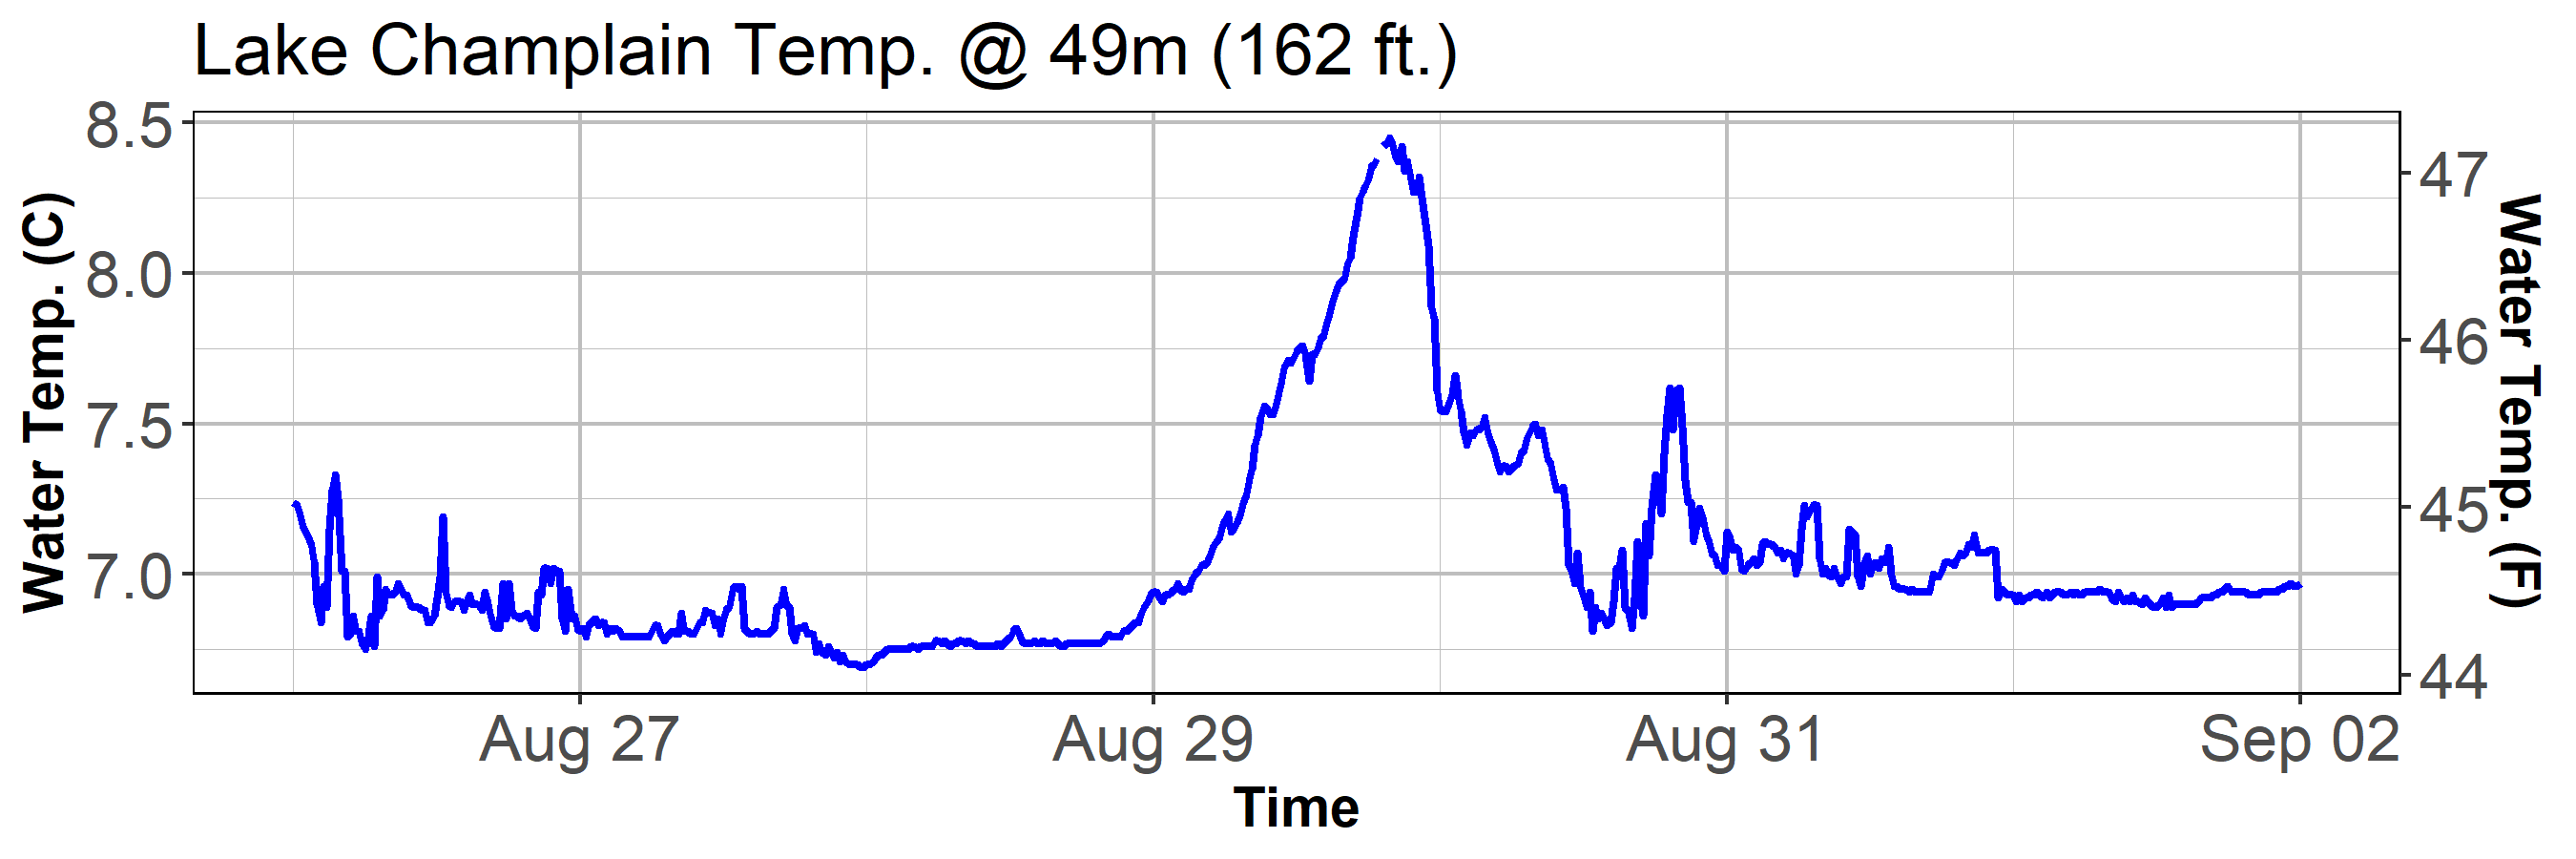 Lake Champlain Temp. @ 49m (162 ft.)
Water Temp. (C)
8.5
8.0
7.5
7.0
47
46
45
44
Water Temp. (F)
Aug 27
Aug 29
Aug 31
Sep 02
Time